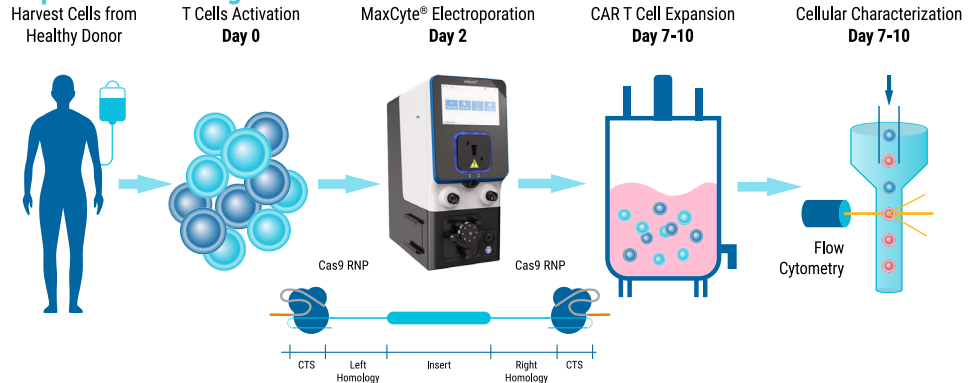 Harvest Cells from
Healthy Donor
T Cells Activation
Day 0
MaxCyte® Electroporation
Day 2
CAR T Cell Expansion
Day 7-10
Cellular Characterization
Day 7-10
Flow
Cytometry
Cas9 RNP
Cas9 RNP
CTS
Left
Homology
Insert
Right
Homology
CTS